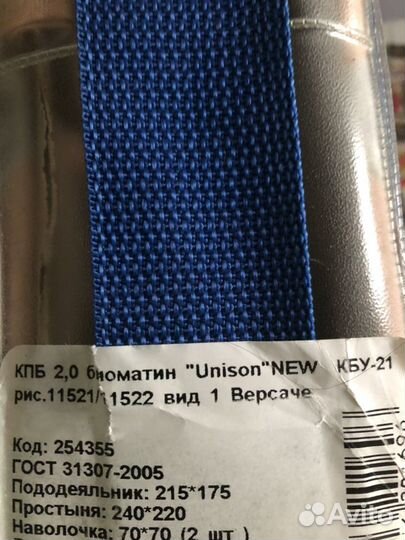 КПБ 2,0 биоматин "Unison"NEW КБУ-21
рис.11521/11522 вид 1 Версаче
Код: 254355
ГОСТ 31307-2005
Пододеяльник: 215*175
Простыня: 240*220
Наволочка: 70*70 (2 шт.)
Avito